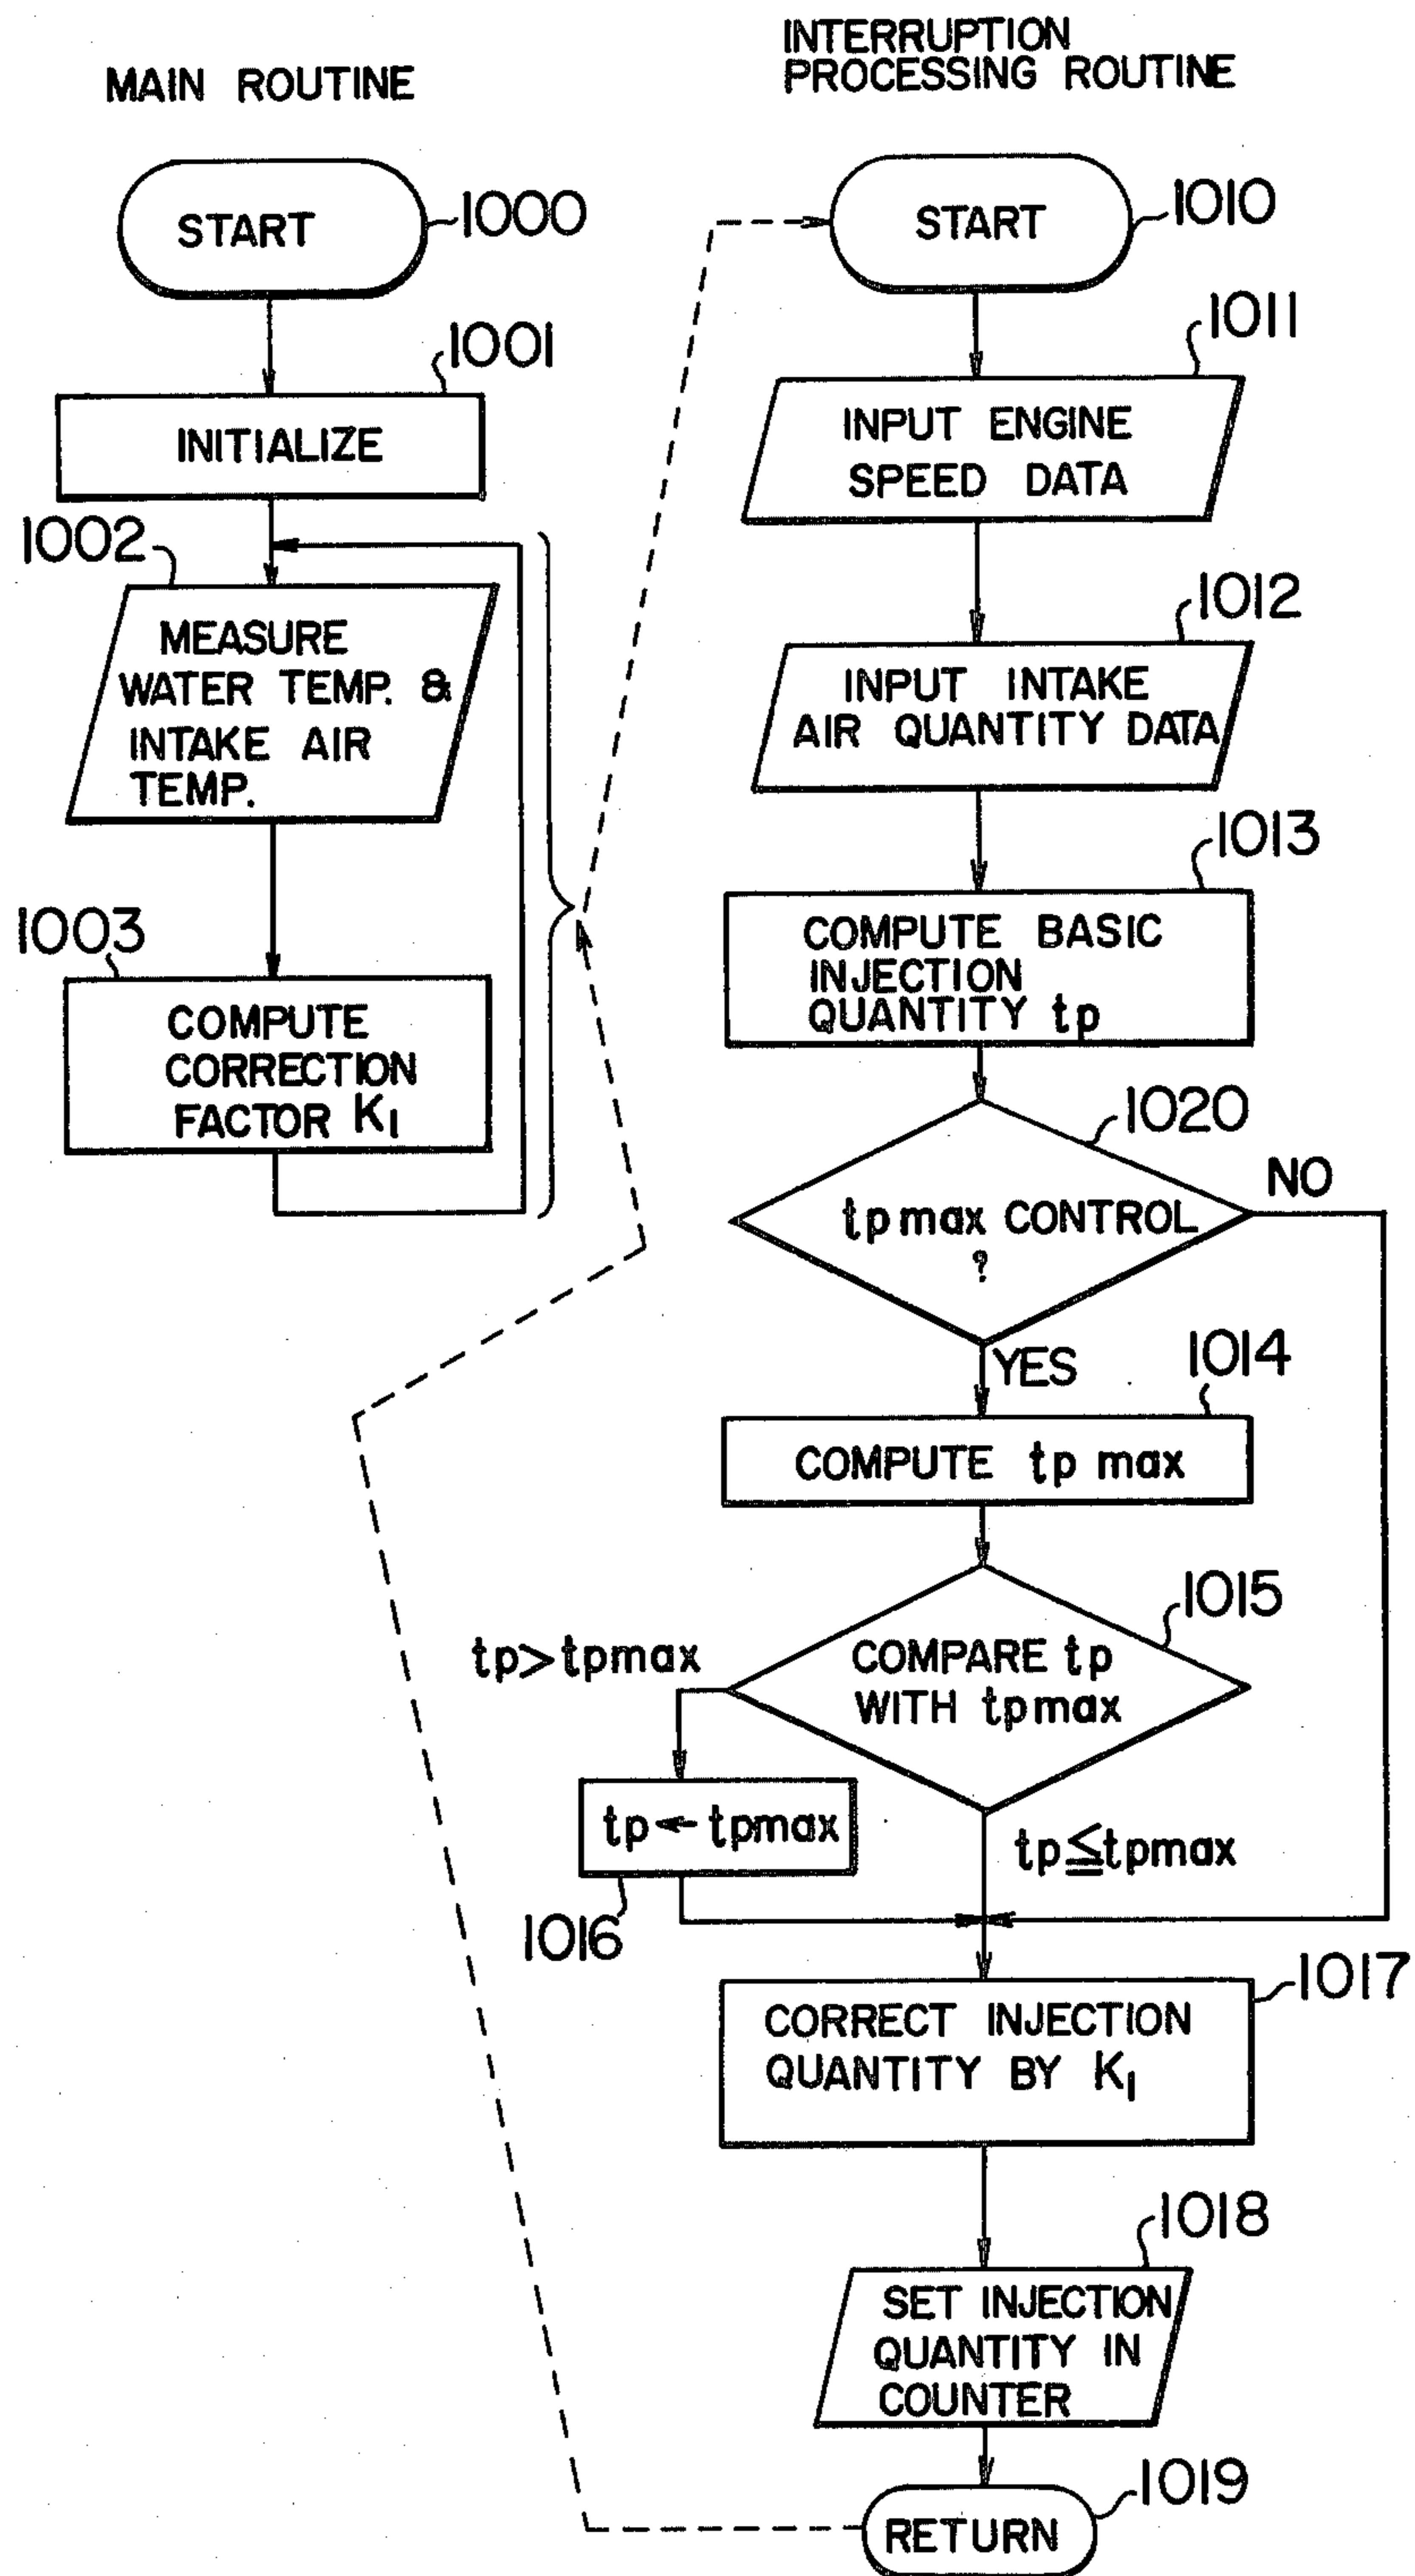 MAIN ROUTINE
START
1000
1001
INITIALIZE
1002
MEASURE
WATER TEMP. &
INTAKE AIR
TEMP.
1003
COMPUTE
CORRECTION
FACTOR K1
INTERRUPTION
PROCESSING ROUTINE
START
1010
1011
INPUT ENGINE
SPEED DATA
1012
INPUT INTAKE
AIR QUANTITY DATA
1013
COMPUTE BASIC
INJECTION
QUANTITY tp
1020
tpmax CONTROL
?
NO
YES
1014
COMPUTE tp max
1015
COMPARE tp
WITH tpmax
tp>tpmax
tp←tpmax
1016
tp≦tpmax
1017
CORRECT INJECTION
QUANTITY BY K1
1018
SET INJECTION
QUANTITY IN
COUNTER
RETURN
1019